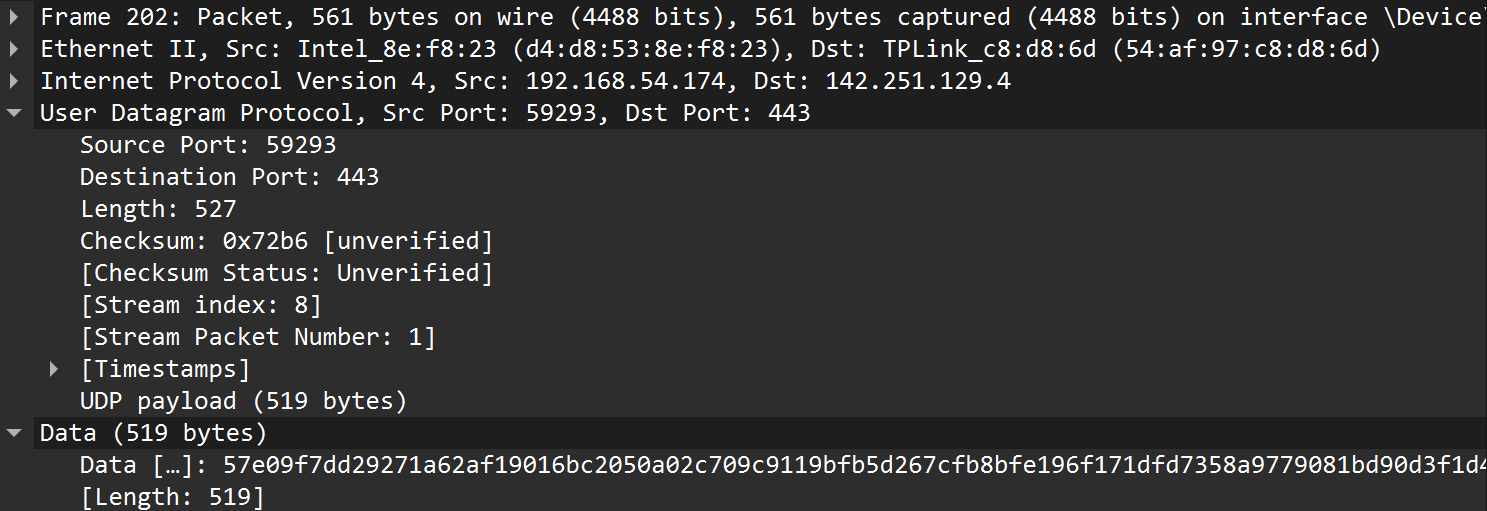 Frame 202: Packet, 561 bytes on wire (4488 bits), 561 bytes captured (4488 bits) on interface \Device\
Ethernet II, Src: Intel_8e:f8:23 (d4:d8:53:8e:f8:23), Dst: TPLink_c8:d8:6d (54:af:97:c8:d8:6d)
Internet Protocol Version 4, Src: 192.168.54.174, Dst: 142.251.129.4
User Datagram Protocol, Src Port: 59293, Dst Port: 443
Source Port: 59293
Destination Port: 443
Length: 527
Checksum: 0x72b6 [unverified]
[Checksum Status: Unverified]
[Stream index: 8]
[Stream Packet Number: 1]
[Timestamps]
UDP payload (519 bytes)
Data (519 bytes)
Data […]: 57e09f7dd29271a62af19016bc2050a02c709c9119bfb5d267cfb8bfe196f171dfd7358a9779081bd90d3f1d4
[Length: 519]